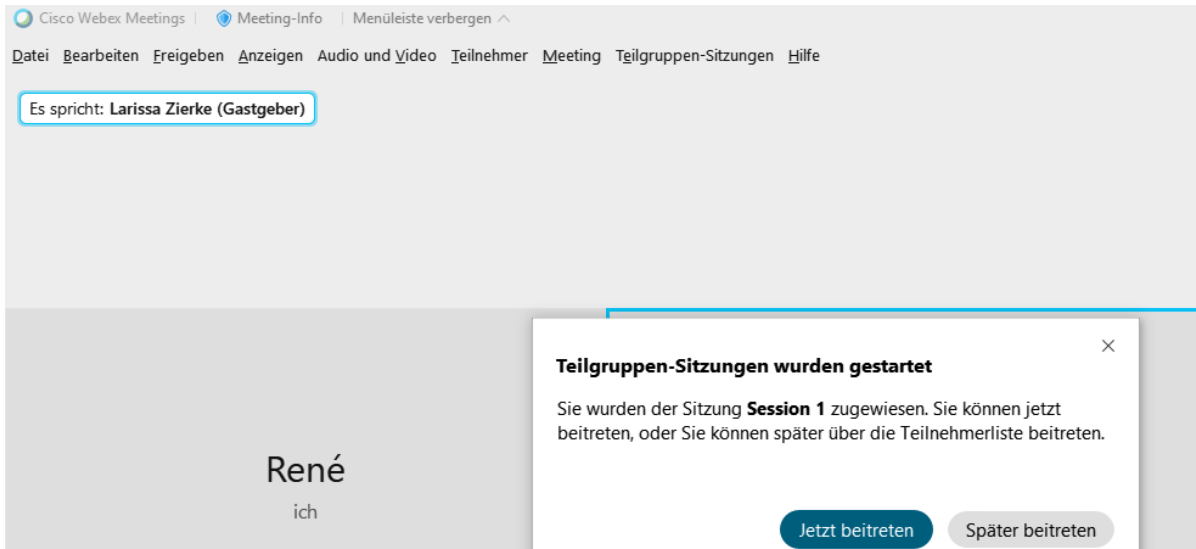 Cisco Webex Meetings Meeting-Info Menüleiste verbergen
Datei Bearbeiten Freigeben Anzeigen Audio und Video Teilnehmer Meeting Teilgruppen-Sitzungen Hilfe
Es spricht: Larissa Zierke (Gastgeber)
Teilgruppen-Sitzungen wurden gestartet
Sie wurden der Sitzung Session 1 zugewiesen. Sie können jetzt
beitreten, oder Sie können später über die Teilnehmerliste beitreten.
René
ich
Jetzt beitreten Später beitreten